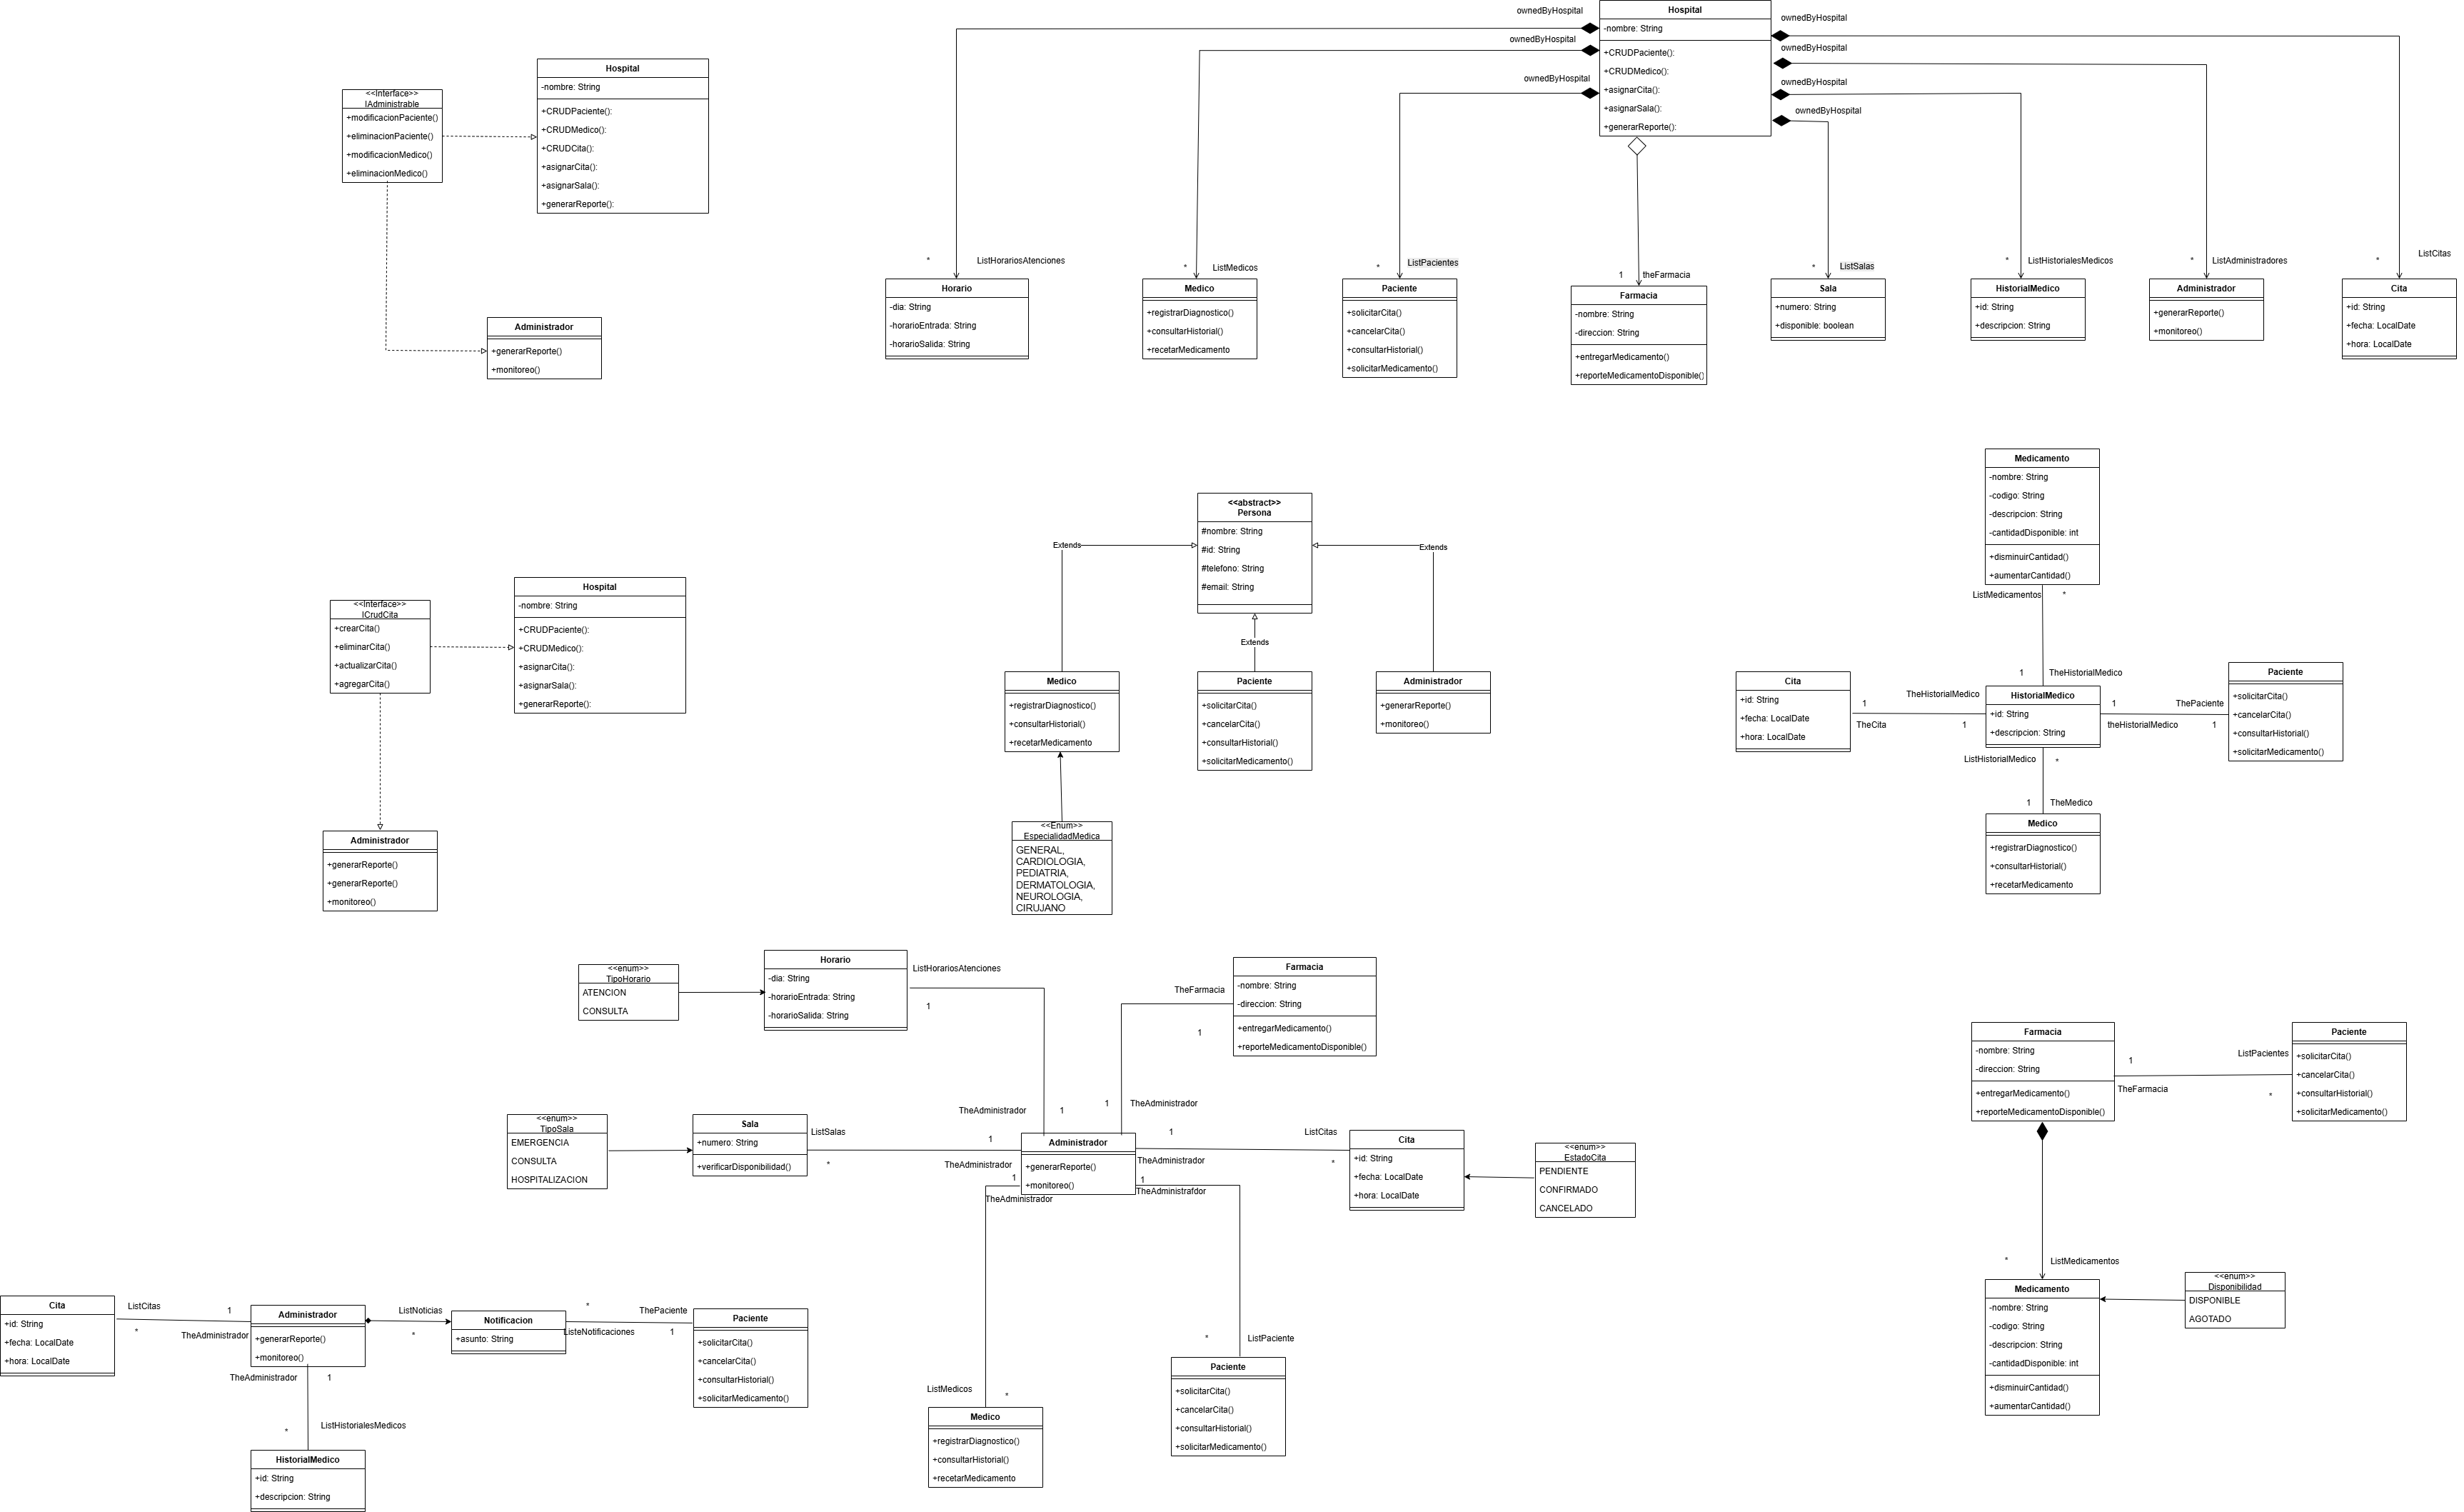 <<Interface>>
IAdministrable
+modificacionPaciente()
+eliminacionPaciente()
+modificacionMedico()
+eliminacionMedico()
Hospital
-nombre: String
+CRUDPaciente():
+CRUDMedico():
+CRUDCita():
+asignarCita():
+asignarSala():
+generarReporte():
Administrador
+generarReporte()
+monitoreo()
Hospital
-nombre: String
+CRUDPaciente():
+CRUDMedico():
+asignarCita():
+asignarSala():
+generarReporte():
ownedByHospital
ownedByHospital
ownedByHospital
ownedByHospital
ownedByHospital
ownedByHospital
ownedByHospital
*
ListHorariosAtenciones
*
ListMedicos
*
ListPacientes
1
theFarmacia
*
ListSalas
*
ListHistorialesMedicos
*
ListAdministradores
*
ListCitas
Horario
-dia: String
-horarioEntrada: String
-horarioSalida: String
Medico
+registrarDiagnostico()
+consultarHistorial()
+recetarMedicamento
Paciente
+solicitarCita()
+cancelarCita()
+consultarHistorial()
+solicitarMedicamento()
Farmacia
-nombre: String
-direccion: String
+entregarMedicamento()
+reporteMedicamentoDisponible()
Sala
+numero: String
+disponible: boolean
HistorialMedico
+id: String
+descripcion: String
Administrador
+generarReporte()
+monitoreo()
Cita
+id: String
+fecha: LocalDate
+hora: LocalDate
<<Interface>>
ICrudCita
+crearCita()
+eliminarCita()
+actualizarCita()
+agregarCita()
Hospital
-nombre: String
+CRUDPaciente():
+CRUDMedico():
+asignarCita():
+asignarSala():
+generarReporte():
Administrador
+generarReporte()
+generarReporte()
+monitoreo()
<<abstract>>
Persona
#nombre: String
#id: String
#telefono: String
#email: String
Extends
Extends
Extends
Medico
+registrarDiagnostico()
+consultarHistorial()
+recetarMedicamento
Paciente
+solicitarCita()
+cancelarCita()
+consultarHistorial()
+solicitarMedicamento()
Administrador
+generarReporte()
+monitoreo()
<<Enum>>
EspecialidadMedica
GENERAL,
CARDIOLOGIA,
PEDIATRIA,
DERMATOLOGIA,
NEUROLOGIA,
CIRUJANO
Medicamento
-nombre: String
-codigo: String
-descripcion: String
-cantidadDisponible: int
+disminuirCantidad()
+aumentarCantidad()
ListMedicamentos
*
1
TheHistorialMedico
Cita
+id: String
+fecha: LocalDate
+hora: LocalDate
1
TheCita
TheHistorialMedico
1
HistorialMedico
+id: String
+descripcion: String
1
theHistorialMedico
ThePaciente
1
Paciente
+solicitarCita()
+cancelarCita()
+consultarHistorial()
+solicitarMedicamento()
ListHistorialMedico
*
1
TheMedico
Medico
+registrarDiagnostico()
+consultarHistorial()
+recetarMedicamento
<<enum>>
TipoHorario
ATENCION
CONSULTA
Horario
-dia: String
-horarioEntrada: String
-horarioSalida: String
ListHorariosAtenciones
1
Farmacia
-nombre: String
-direccion: String
+entregarMedicamento()
+reporteMedicamentoDisponible()
TheFarmacia
1
TheAdministrador
1
1
TheAdministrador
<<enum>>
TipoSala
EMERGENCIA
CONSULTA
HOSPITALIZACION
Sala
+numero: String
+verificarDisponibilidad()
ListSalas
*
1
TheAdministrador
Administrador
+generarReporte()
+monitoreo()
1
TheAdministrador
ListCitas
*
Cita
+id: String
+fecha: LocalDate
+hora: LocalDate
<<enum>>
EstadoCita
PENDIENTE
CONFIRMADO
CANCELADO
1
TheAdministrador
1
TheAdministrafdor
ListMedicos
*
Medico
+registrarDiagnostico()
+consultarHistorial()
+recetarMedicamento
*
ListPaciente
Paciente
+solicitarCita()
+cancelarCita()
+consultarHistorial()
+solicitarMedicamento()
Farmacia
-nombre: String
-direccion: String
+entregarMedicamento()
+reporteMedicamentoDisponible()
1
TheFarmacia
ListPacientes
*
Paciente
+solicitarCita()
+cancelarCita()
+consultarHistorial()
+solicitarMedicamento()
*
ListMedicamentos
Medicamento
-nombre: String
-codigo: String
-descripcion: String
-cantidadDisponible: int
+disminuirCantidad()
+aumentarCantidad()
<<enum>>
Disponibilidad
DISPONIBLE
AGOTADO
Cita
+id: String
+fecha: LocalDate
+hora: LocalDate
ListCitas
*
1
TheAdministrador
Administrador
+generarReporte()
+monitoreo()
ListNoticias
*
Notificacion
+asunto: String
*
ListeNotificaciones
ThePaciente
1
Paciente
+solicitarCita()
+cancelarCita()
+consultarHistorial()
+solicitarMedicamento()
TheAdministrador
1
*
ListHistorialesMedicos
HistorialMedico
+id: String
+descripcion: String